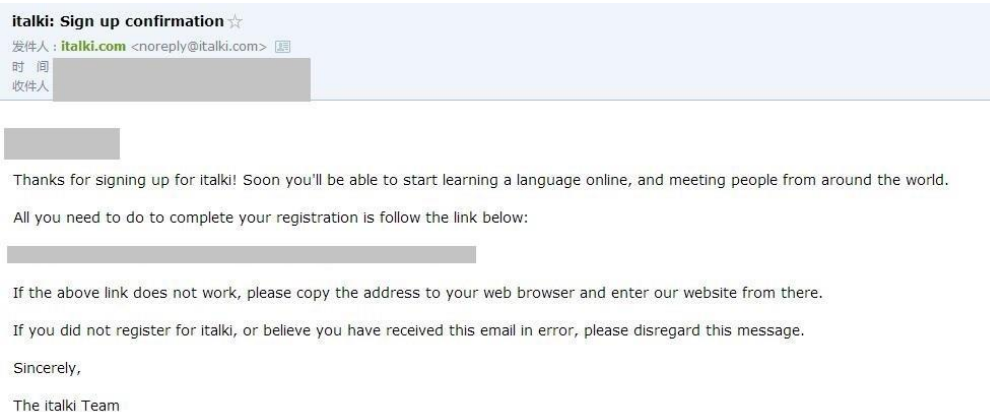 italki: Sign up confirmation
发件人：italki.com <noreply@italki.com>
时 间
收件人
Thanks for signing up for italki! Soon you'll be able to start learning a language online, and meeting people from around the world.
All you need to do to complete your registration is follow the link below:
If the above link does not work, please copy the address to your web browser and enter our website from there.
If you did not register for italki, or believe you have received this email in error, please disregard this message.
Sincerely,
The italki Team